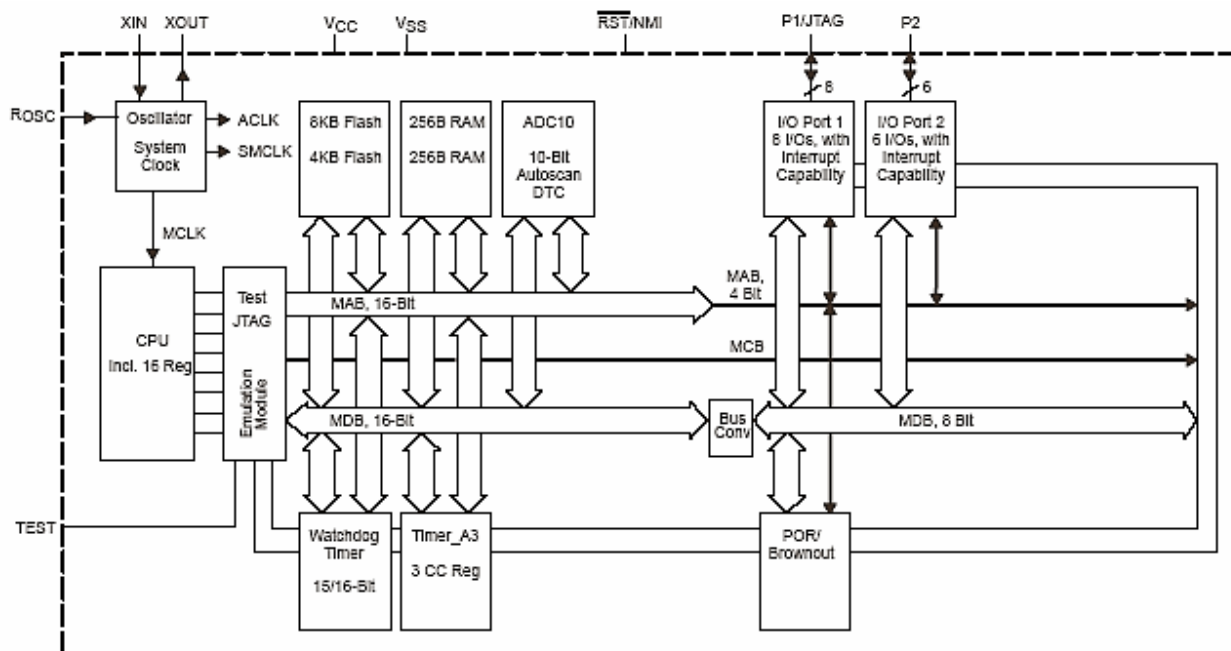 XIN XOUT VCC VSS RST/NMI P1/JTAG P2
8 6
ROSC
Oscillator
System
Clock
ACLK
SMCLK
8KB Flash
4KB Flash
256B RAM
256B RAM
ADC10
10-Bit
Autoscan
DTC
I/O Port 1
8 I/Os, with
Interrupt
Capability
I/O Port 2
6 I/Os, with
Interrupt
Capability
MCLK
CPU
Incl. 16 Reg
Test
JTAG
Emulation
Module
MAB, 16-Bit
MAB,
4 Bit
MCB
MDB, 16-Bit
Bus
Conv
MDB, 8 Bit
TEST
Watchdog
Timer
15/16-Bit
Timer_A3
3 CC Reg
POR/
Brownout